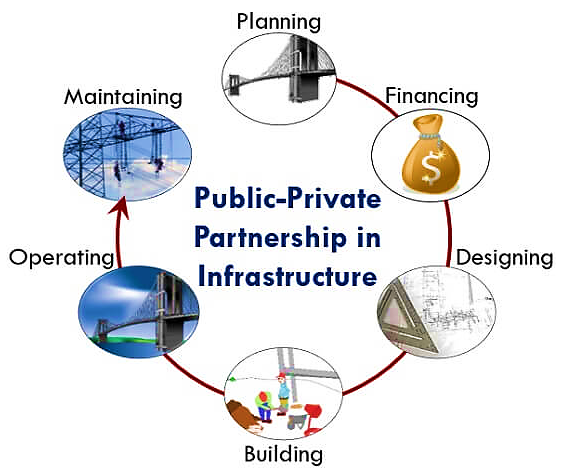 Planning
Maintaining
Financing
Public-Private
Partnership in
Infrastructure
Operating
Designing
Building
$